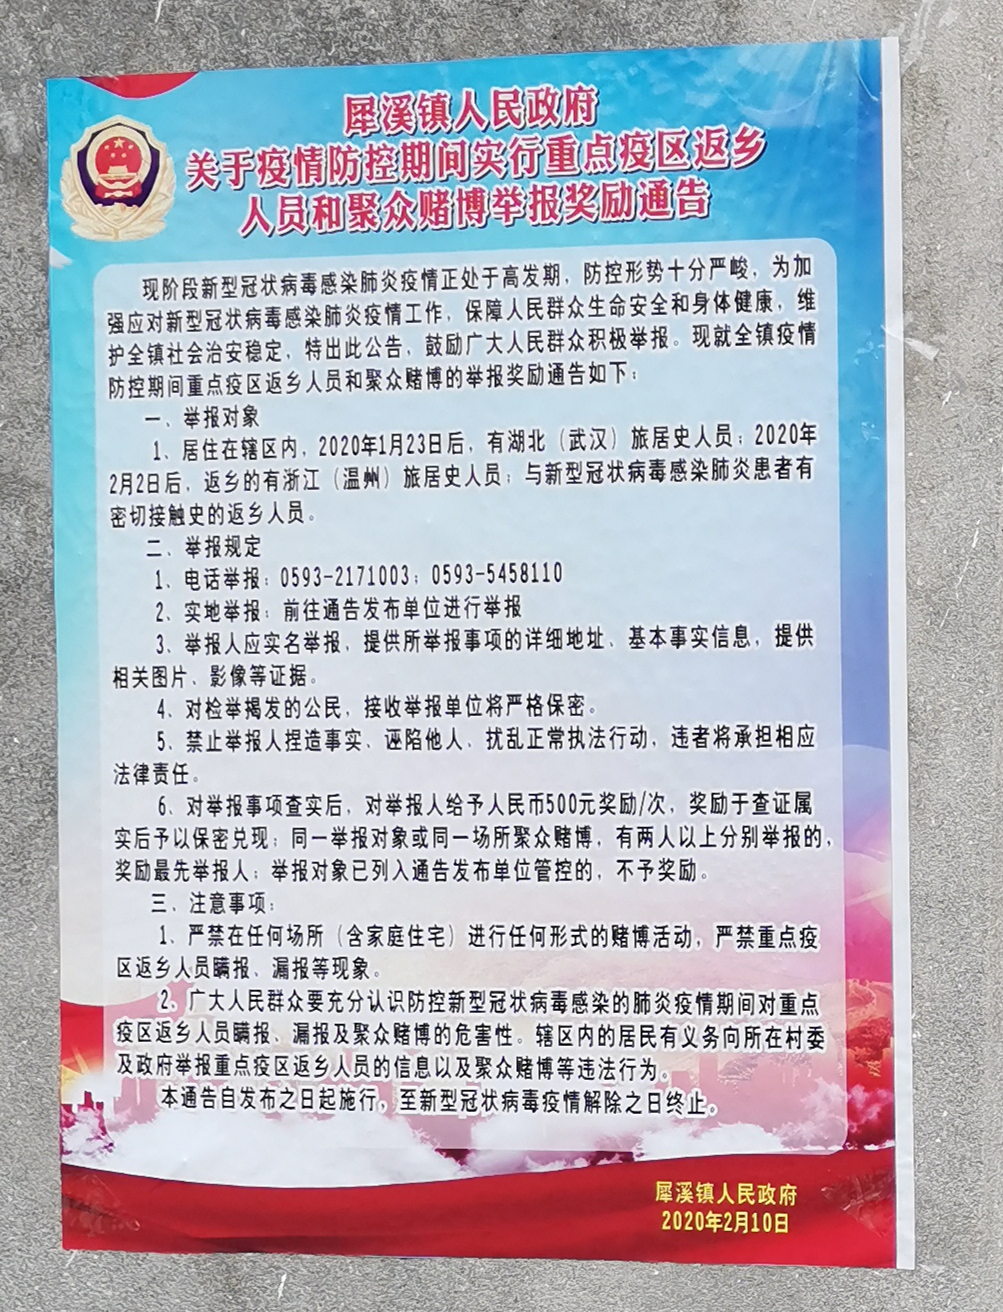 犀溪镇人民政府
关于疫情防控期间实行重点疫区返乡
人员和聚众赌博举报奖励通告
现阶段新型冠状病毒感染肺炎疫情正处于高发期，防控形势十分严峻，为加
强应对新型冠状病毒感染肺炎疫情工作，保障人民群众生命安全和身体健康，维
护全镇社会治安稳定，特出此公告，鼓励广大人民群众积极举报。现就全镇疫情
防控期间重点疫区返乡人员和聚众赌博的举报奖励通告如下：
一、举报对象
1、居住在辖区内，2020年1月23日后，有湖北（武汉）旅居史人员；2020年
2月2日后，返乡的有浙江（温州）旅居史人员；与新型冠状病毒感染肺炎患者有
密切接触史的返乡人员。
二、举报规定
1、电话举报：0593-2171003；0593-5458110
2、实地举报：前往通告发布单位进行举报
3、举报人应实名举报，提供所举报事项的详细地址、基本事实信息，提供
相关图片、影像等证据。
4、对检举揭发的公民，接收举报单位将严格保密。
5、禁止举报人捏造事实、诬陷他人、扰乱正常执法行动，违者将承担相应
法律责任。
6、对举报事项查实后，对举报人给予人民币500元奖励/次，奖励于查证属
实后予以保密兑现；同一举报对象或同一场所聚众赌博，有两人以上分别举报的，
奖励最先举报人；举报对象已列入通告发布单位管控的，不予奖励。
三、注意事项：
1、严禁在任何场所（含家庭住宅）进行任何形式的赌博活动，严禁重点疫
区返乡人员瞒报、漏报等现象。
2、广大人民群众要充分认识防控新型冠状病毒感染的肺炎疫情期间对重点
疫区返乡人员瞒报、漏报及聚众赌博的危害性。辖区内的居民有义务向所在村委
及政府举报重点疫区返乡人员的信息以及聚众赌博等违法行为。
本通告自发布之日起施行，至新型冠状病毒疫情解除之日终止。
犀溪镇人民政府
2020年2月10日